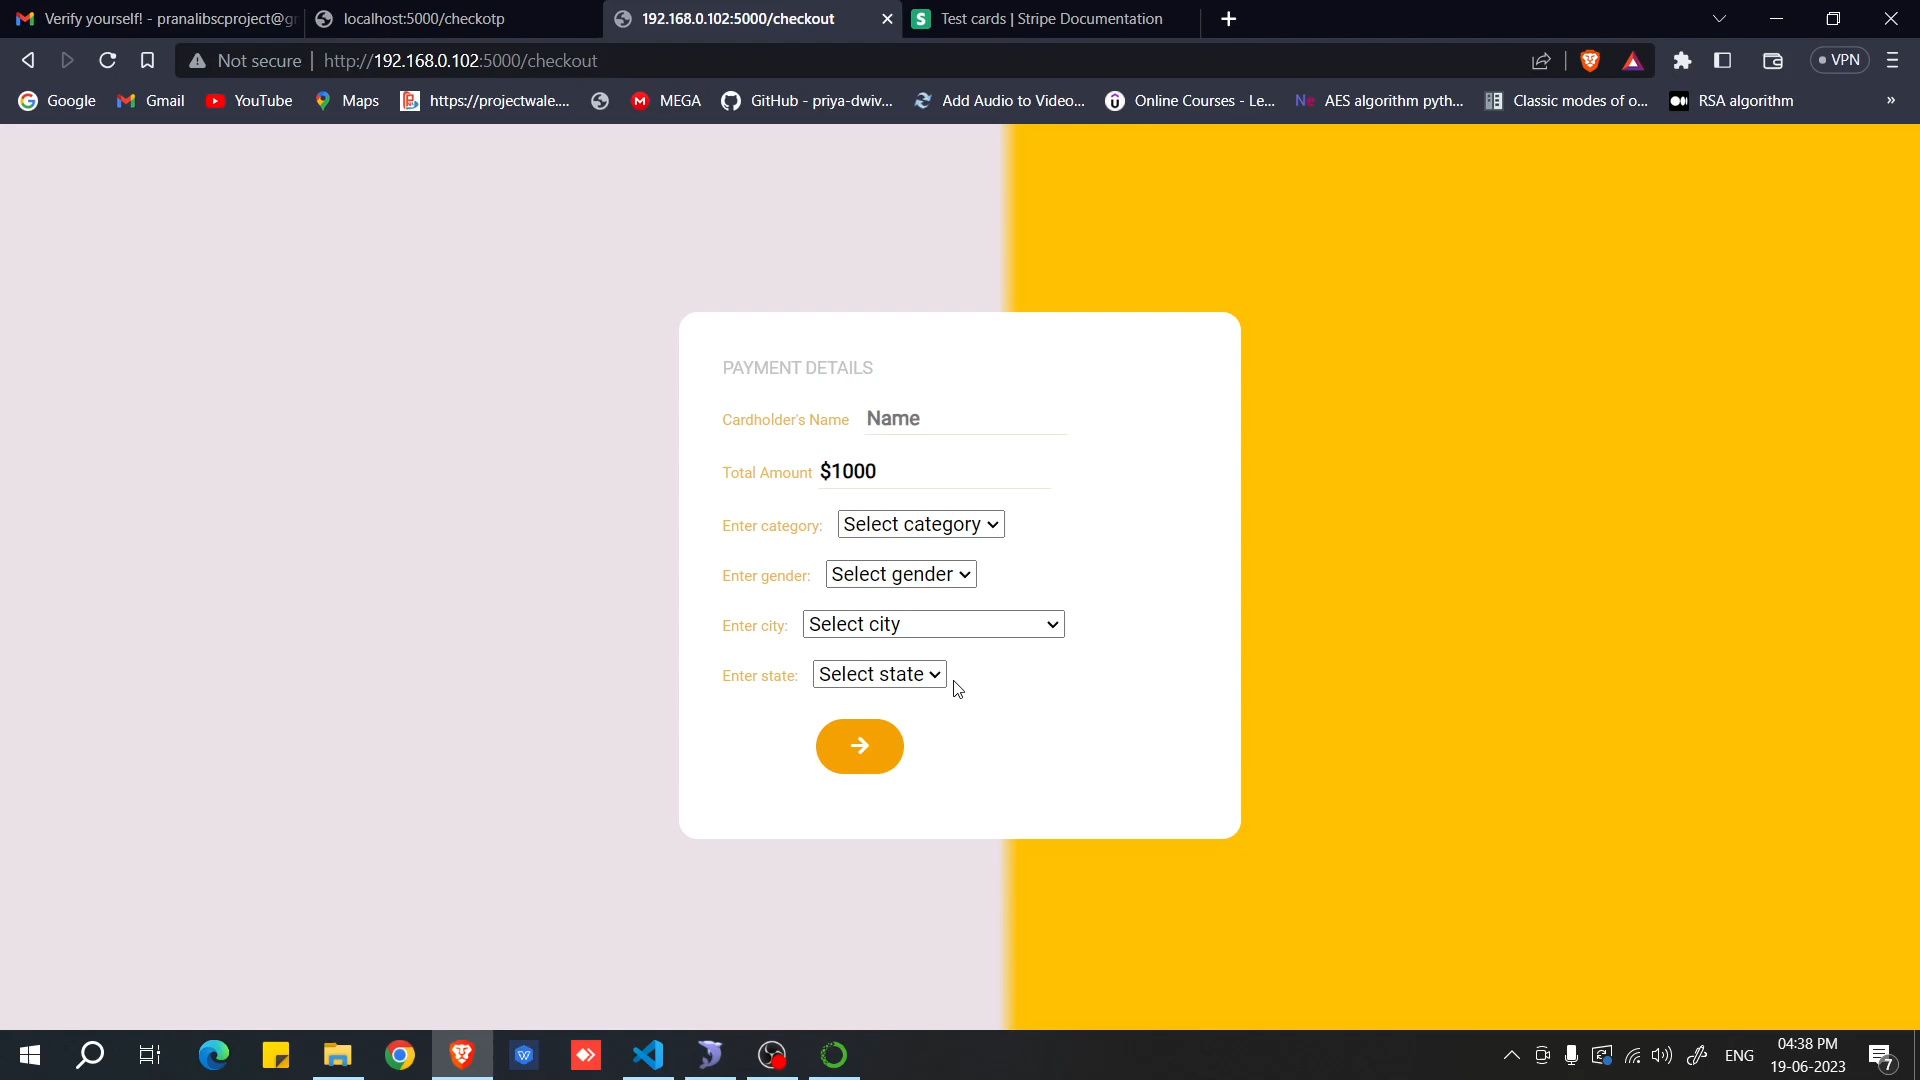 Verify yourself! - pranalibscproject@gr
localhost:5000/checkotp
192.168.0.102:5000/checkout
S
Test cards | Stripe Documentation
Not secure
http://192.168.0.102:5000/checkout
VPN
Google
Gmail
YouTube
Maps
https://projectwale....
MEGA
GitHub - priya-dwiv...
Add Audio to Video...
Online Courses - Le...
Ne
AES algorithm pyth...
Classic modes of o...
RSA algorithm
»
PAYMENT DETAILS
Cardholder's Name Name
Total Amount $1000
Enter category: Select category
Enter gender: Select gender
Enter city: Select city
Enter state: Select state
ENG
04:38 PM
19-06-2023
7